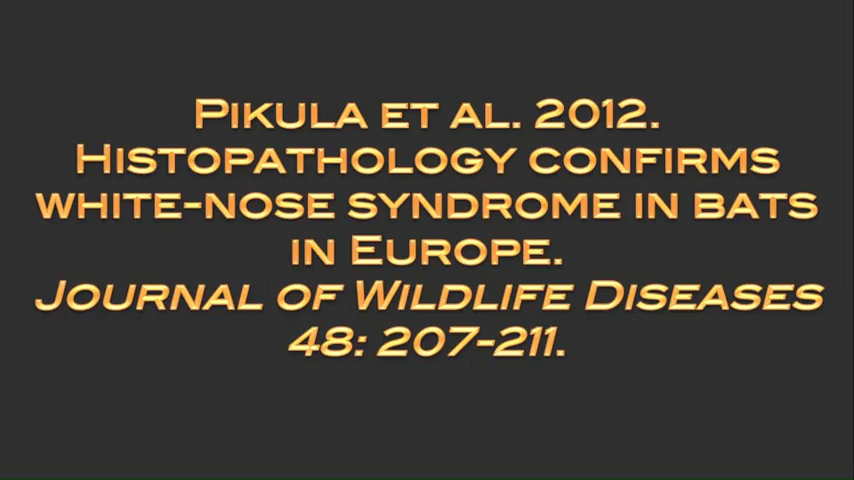 Pikula et al. 2012.
Histopathology confirms
white-nose syndrome in bats
in Europe.
Journal of Wildlife Diseases
48: 207-211.